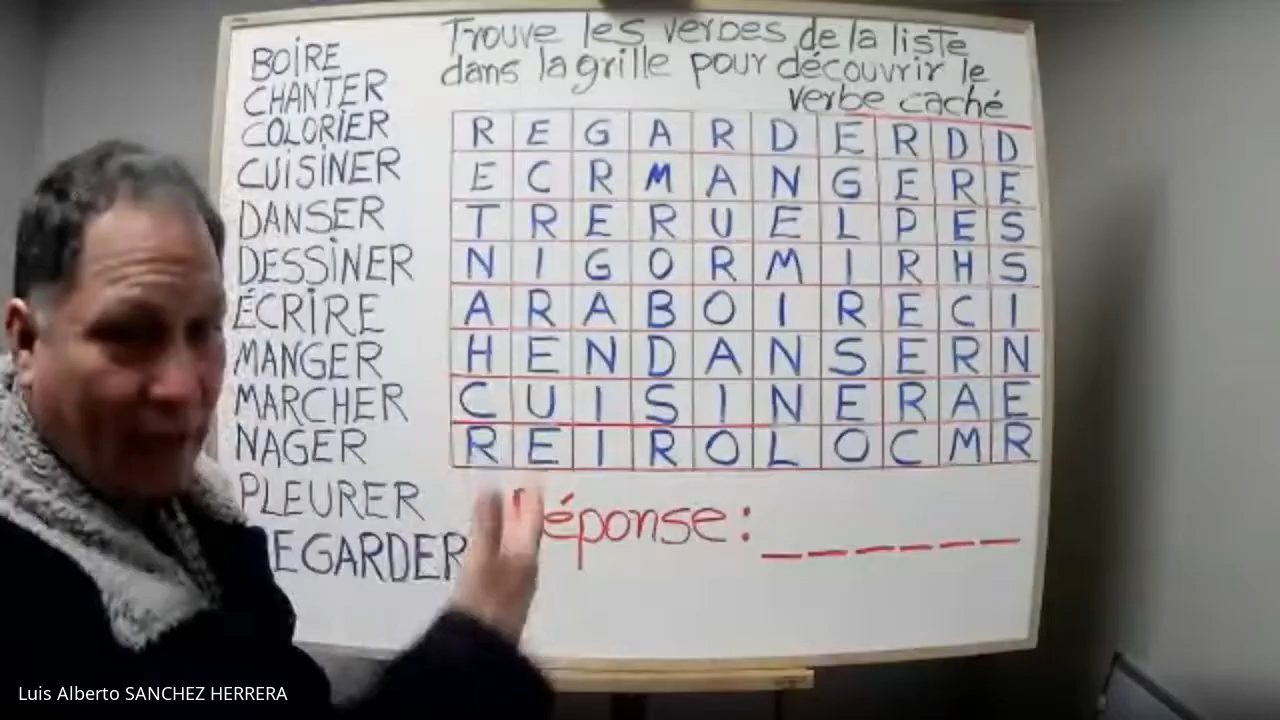 BOIRE
CHANTER
COLORIER
CUISINER
DANSER
DESSINER
ÉCRIRE
MANGER
MARCHER
NAGER
PLEURER
EGARDER
Trouve les verbes de la liste
dans la grille pour découvrir le
verbe caché
R E G A R D E R D D
E C R M A N G E R E
T R E R U E L P E S
N I G O R M I R H S
A R A B O I R E C I
H E N D A N S E R N
C U I S I N E R A E
R E I R O L O C M R
éponse: _ _ _ _ _ _
Luis Alberto SANCHEZ HERRERA